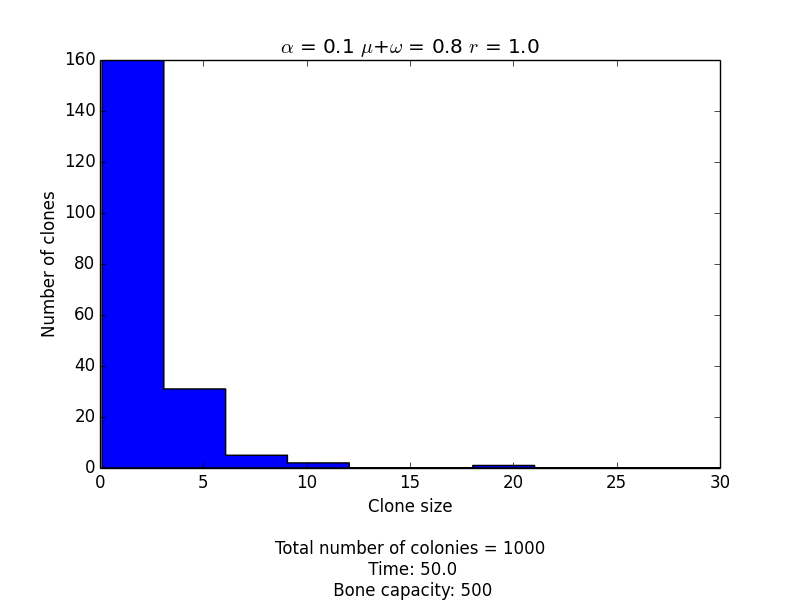 α = 0.1 μ+ω = 0.8 r = 1.0
160
140
120
100
80
60
40
20
0
Number of clones
0 5 10 15 20 25 30
Clone size
Total number of colonies = 1000
Time: 50.0
Bone capacity: 500